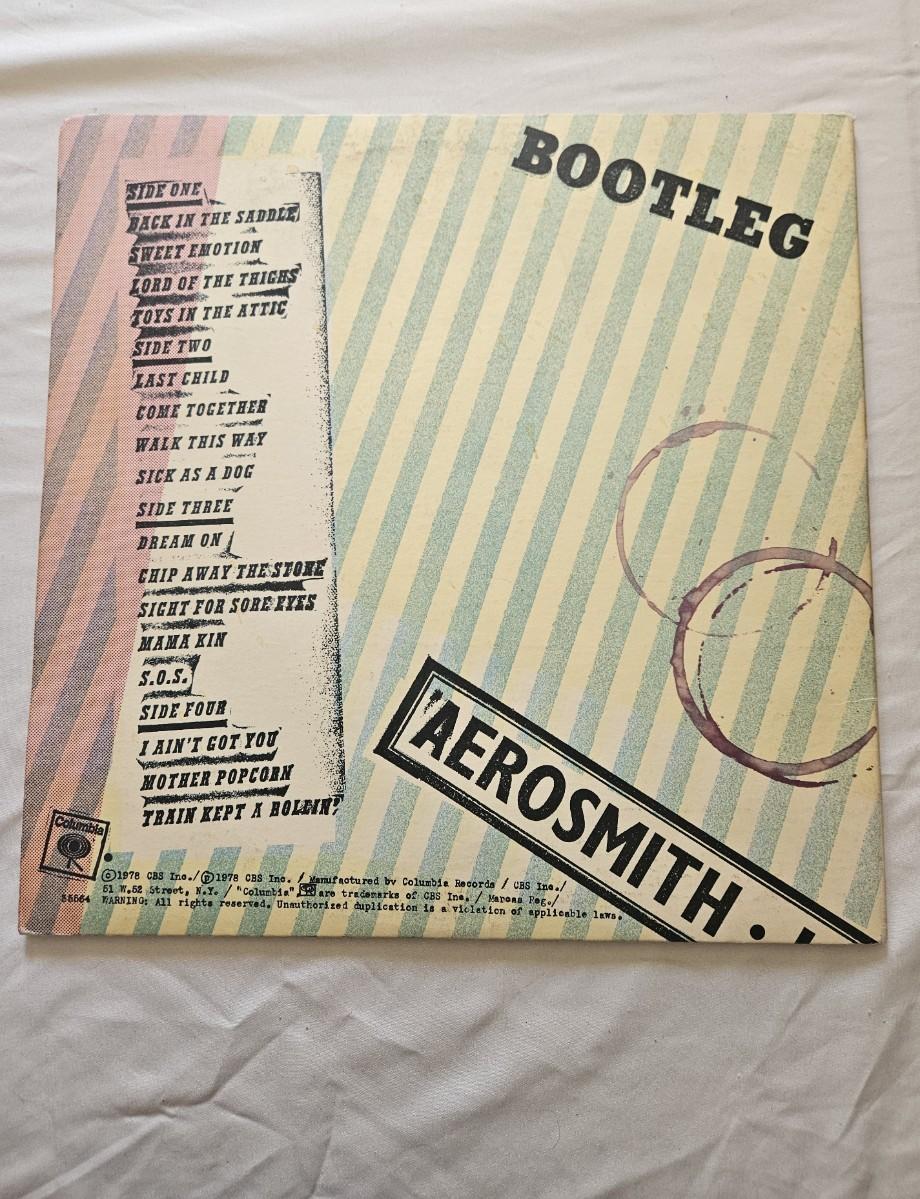 BOOTLEG
SIDE ONE
BACK IN THE SADDLE
SWEET EMOTION
LORD OF THE THIGHS
TOYS IN THE ATTIC
SIDE TWO
LAST CHILD
COME TOGETHER
WALK THIS WAY
SICK AS A DOG
SIDE THREE
DREAM ON
CHIP AWAY THE STONE
SIGHT FOR SORE EYES
MAMA KIN
S.O.S.
SIDE FOUR
I AIN'T GOT YOU
MOTHER POPCORN
TRAIN KEPT A ROLLIN'
'AEROSMITH •
Columbia
©1978 CBS Inc./℗1978 CBS Inc. / Manufactured by Columbia Records / CBS Inc./
51 W.52 Street, N.Y. / "Columbia", are trademarks of CBS Inc. / Marcas Reg./
WARNING: All rights reserved. Unauthorized duplication is a violation of applicable laws.